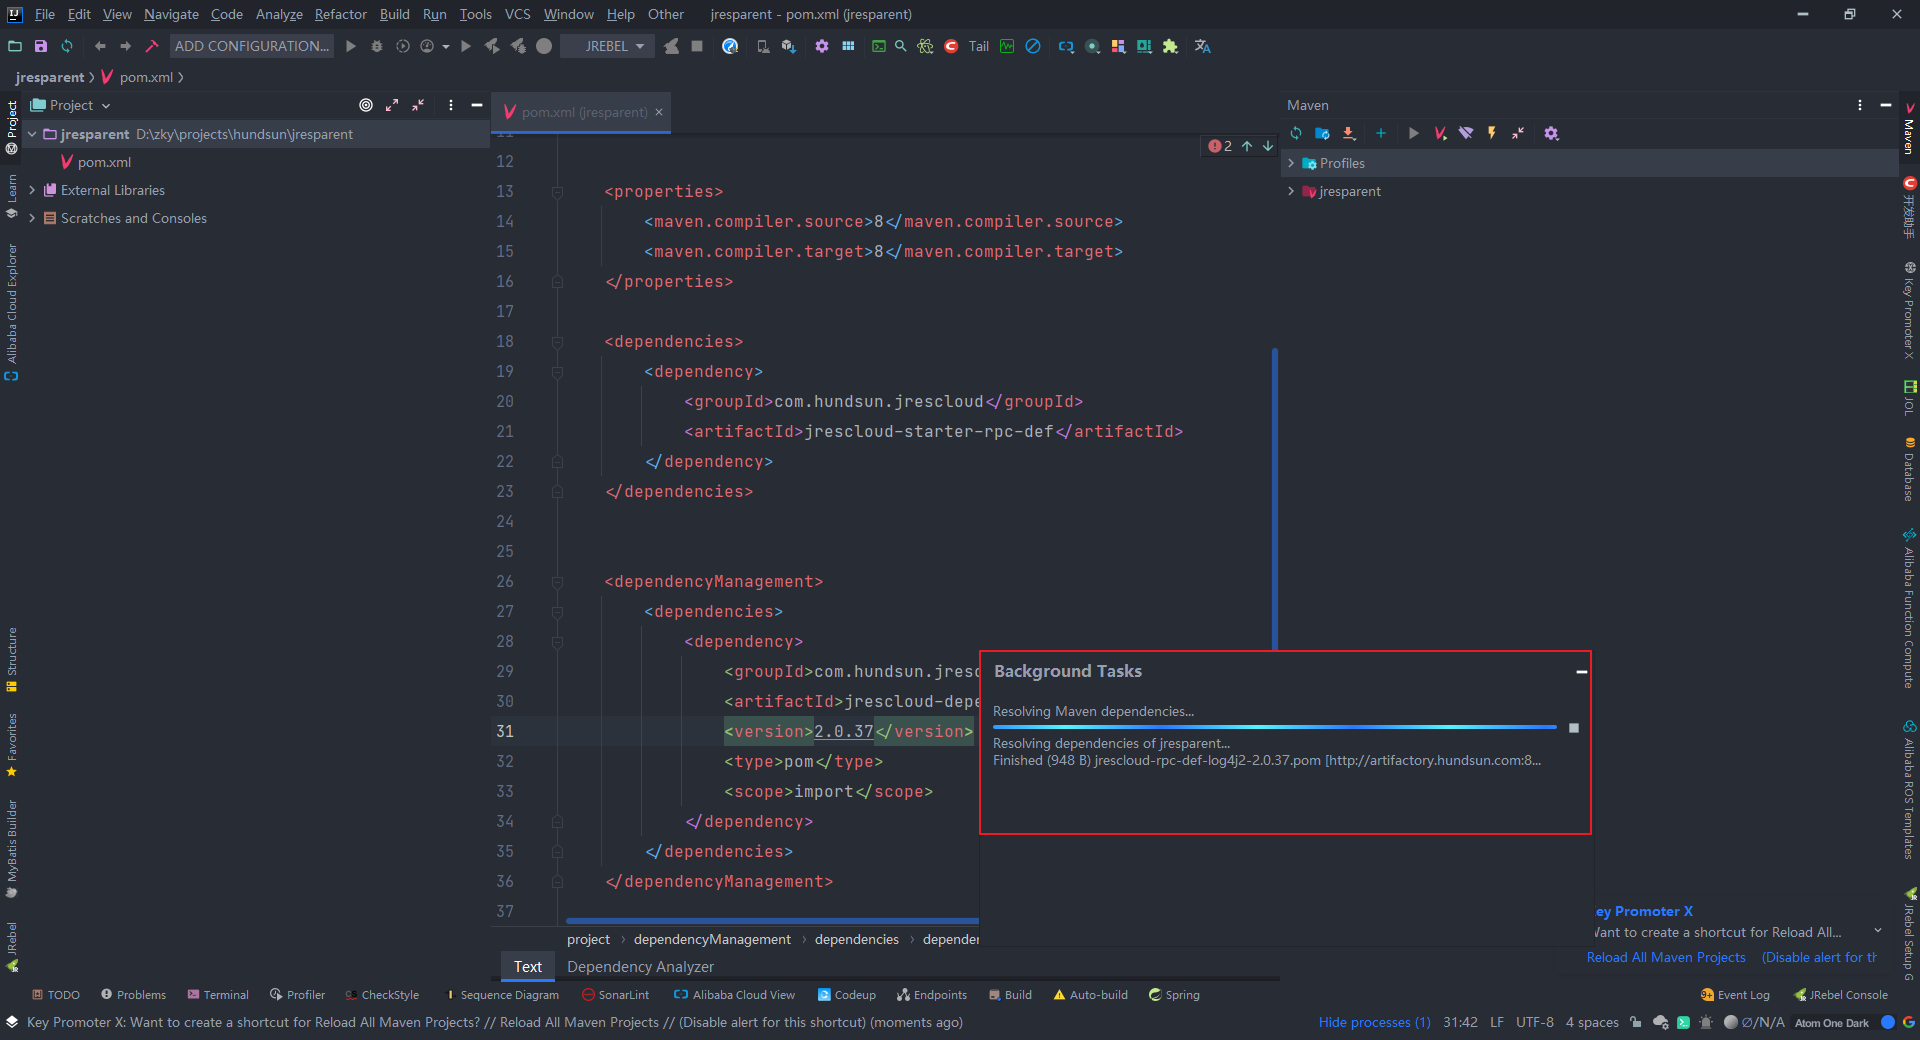 File Edit View Navigate Code Analyze Refactor Build Run Tools VCS Window Help Other jresparent - pom.xml (jresparent)
ADD CONFIGURATION... JREBEL Tail
jresparent pom.xml
Project
jresparent D:\zky\projects\hundsun\jresparent
pom.xml
External Libraries
Scratches and Consoles
Project
Learn
Alibaba Cloud Explorer
Structure
Favorites
MyBatis Builder
JRebel
pom.xml (jresparent)
2
11
12
13 <properties>
14 <maven.compiler.source>8</maven.compiler.source>
15 <maven.compiler.target>8</maven.compiler.target>
16 </properties>
17
18 <dependencies>
19 <dependency>
20 <groupId>com.hundsun.jrescloud</groupId>
21 <artifactId>jrescloud-starter-rpc-def</artifactId>
22 </dependency>
23 </dependencies>
24
25
26 <dependencyManagement>
27 <dependencies>
28 <dependency>
29 <groupId>com.hundsun.jresc
30 <artifactId>jrescloud-depe
31 <version>2.0.37</version>
32 <type>pom</type>
33 <scope>import</scope>
34 </dependency>
35 </dependencies>
36 </dependencyManagement>
37
project dependencyManagement dependencies depender
Text Dependency Analyzer
Background Tasks
Resolving Maven dependencies...
Resolving dependencies of jresparent...
Finished (948 B) jrescloud-rpc-def-log4j2-2.0.37.pom [http://artifactory.hundsun.com:8...
Maven
Profiles
jresparent
Maven
开发助手
Key Promoter X
JOL
Database
Alibaba Function Compute
Alibaba ROS Templates
JRebel Setup G
ey Promoter X
Want to create a shortcut for Reload All...
Reload All Maven Projects (Disable alert for th
TODO Problems Terminal Profiler CheckStyle Sequence Diagram SonarLint Alibaba Cloud View Codeup Endpoints Build Auto-build Spring 9+ Event Log JRebel Console
Key Promoter X: Want to create a shortcut for Reload All Maven Projects? // Reload All Maven Projects // (Disable alert for this shortcut) (moments ago) Hide processes (1) 31:42 LF UTF-8 4 spaces Ø/N/A Atom One Dark